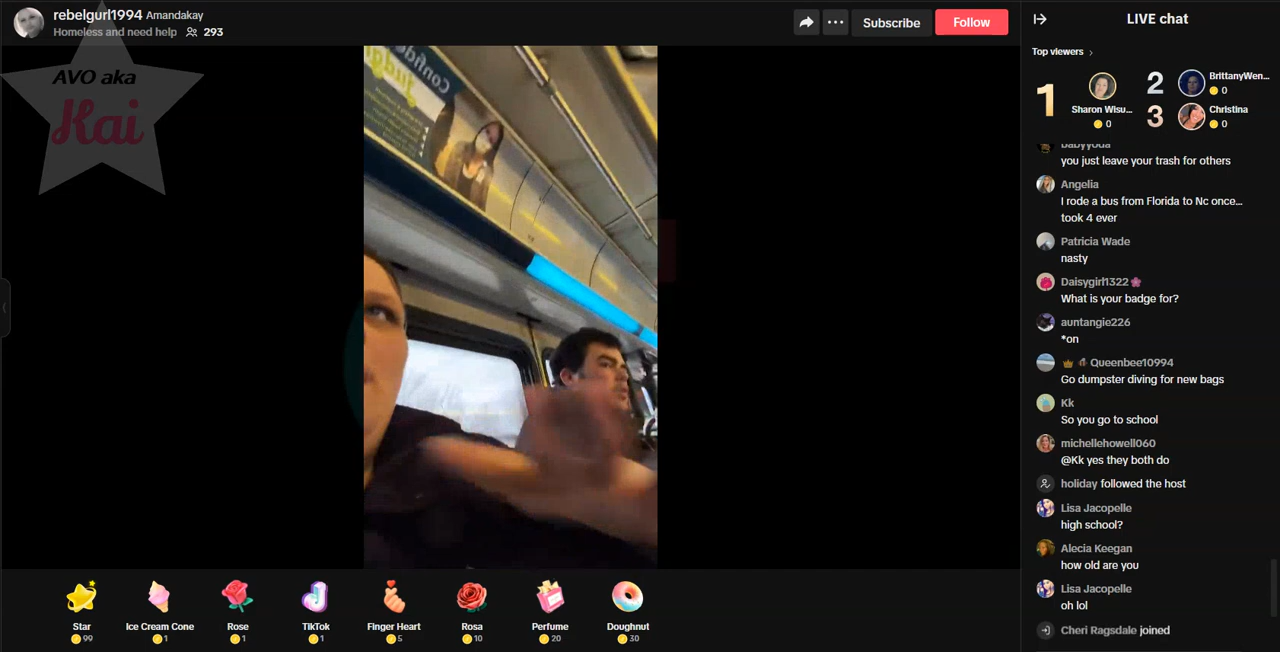 rebelgurl1994 Amandakay
Homeless and need help 293
Subscribe
Follow
AVO aka
Kai
Confide
judg
LIVE chat
Top viewers
1
Sharon Wisu...
0
2
BrittanyWen...
0
3
Christina
0
babyyoda
you just leave your trash for others
Angelia
I rode a bus from Florida to Nc once...
took 4 ever
Patricia Wade
nasty
Daisygirl1322
What is your badge for?
auntangie226
*on
Queenbee10994
Go dumpster diving for new bags
Kk
So you go to school
michellehowell060
@Kk yes they both do
holiday followed the host
Lisa Jacopelle
high school?
Alecia Keegan
how old are you
Lisa Jacopelle
oh lol
Cheri Ragsdale joined
Star
99
Ice Cream Cone
1
Rose
1
TikTok
1
Finger Heart
5
Rosa
10
Perfume
20
Doughnut
30